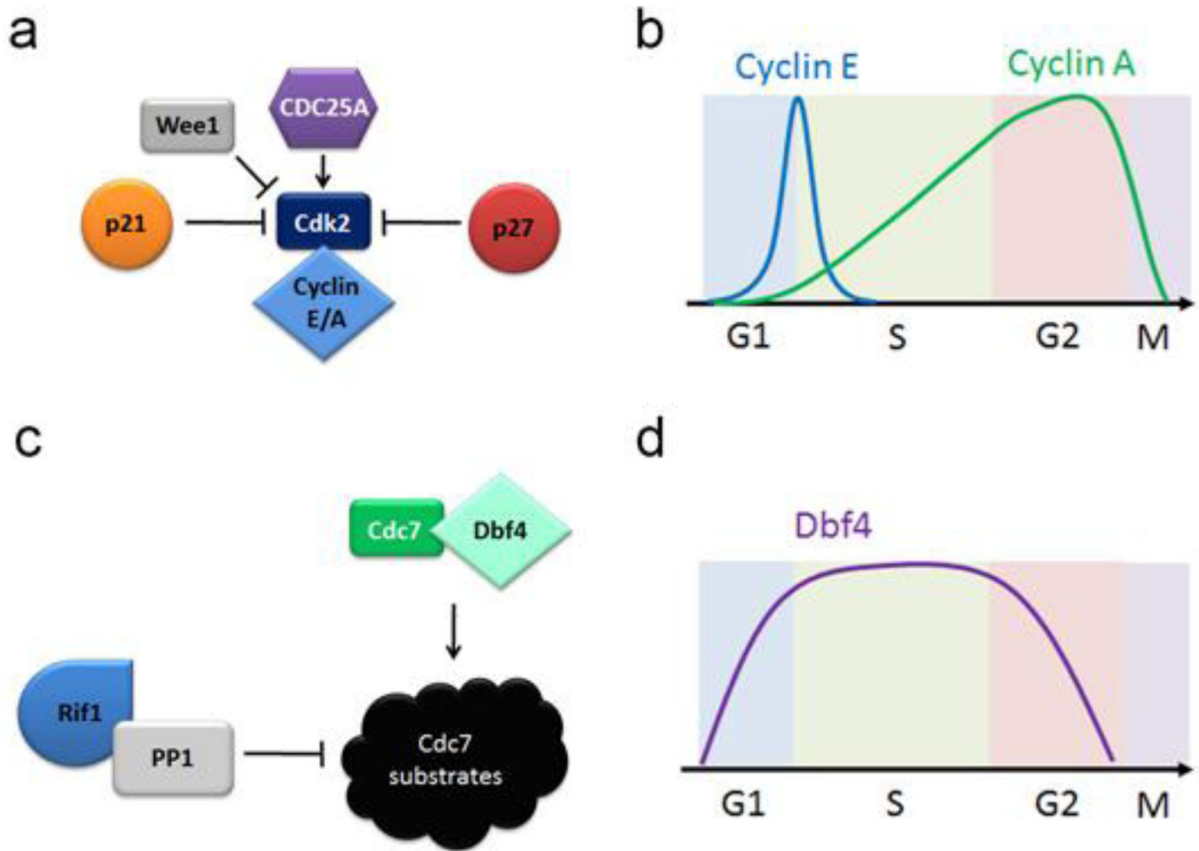 a
Wee1
CDC25A
p21
Cdk2
p27
Cyclin
E/A
b
Cyclin E
Cyclin A
G1
S
G2
M
c
Cdc7
Dbf4
Rif1
PP1
Cdc7
substrates
d
Dbf4
G1
S
G2
M